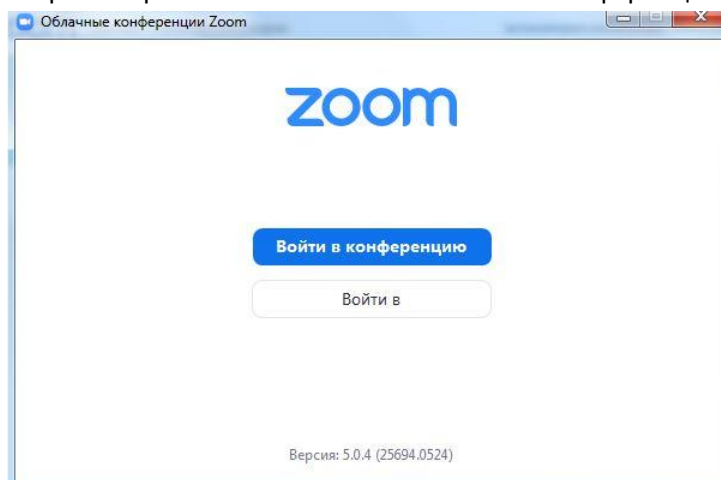 Облачные конференции Zoom
zoom
Войти в конференцию
Войти в
Версия: 5.0.4 (25694.0524)